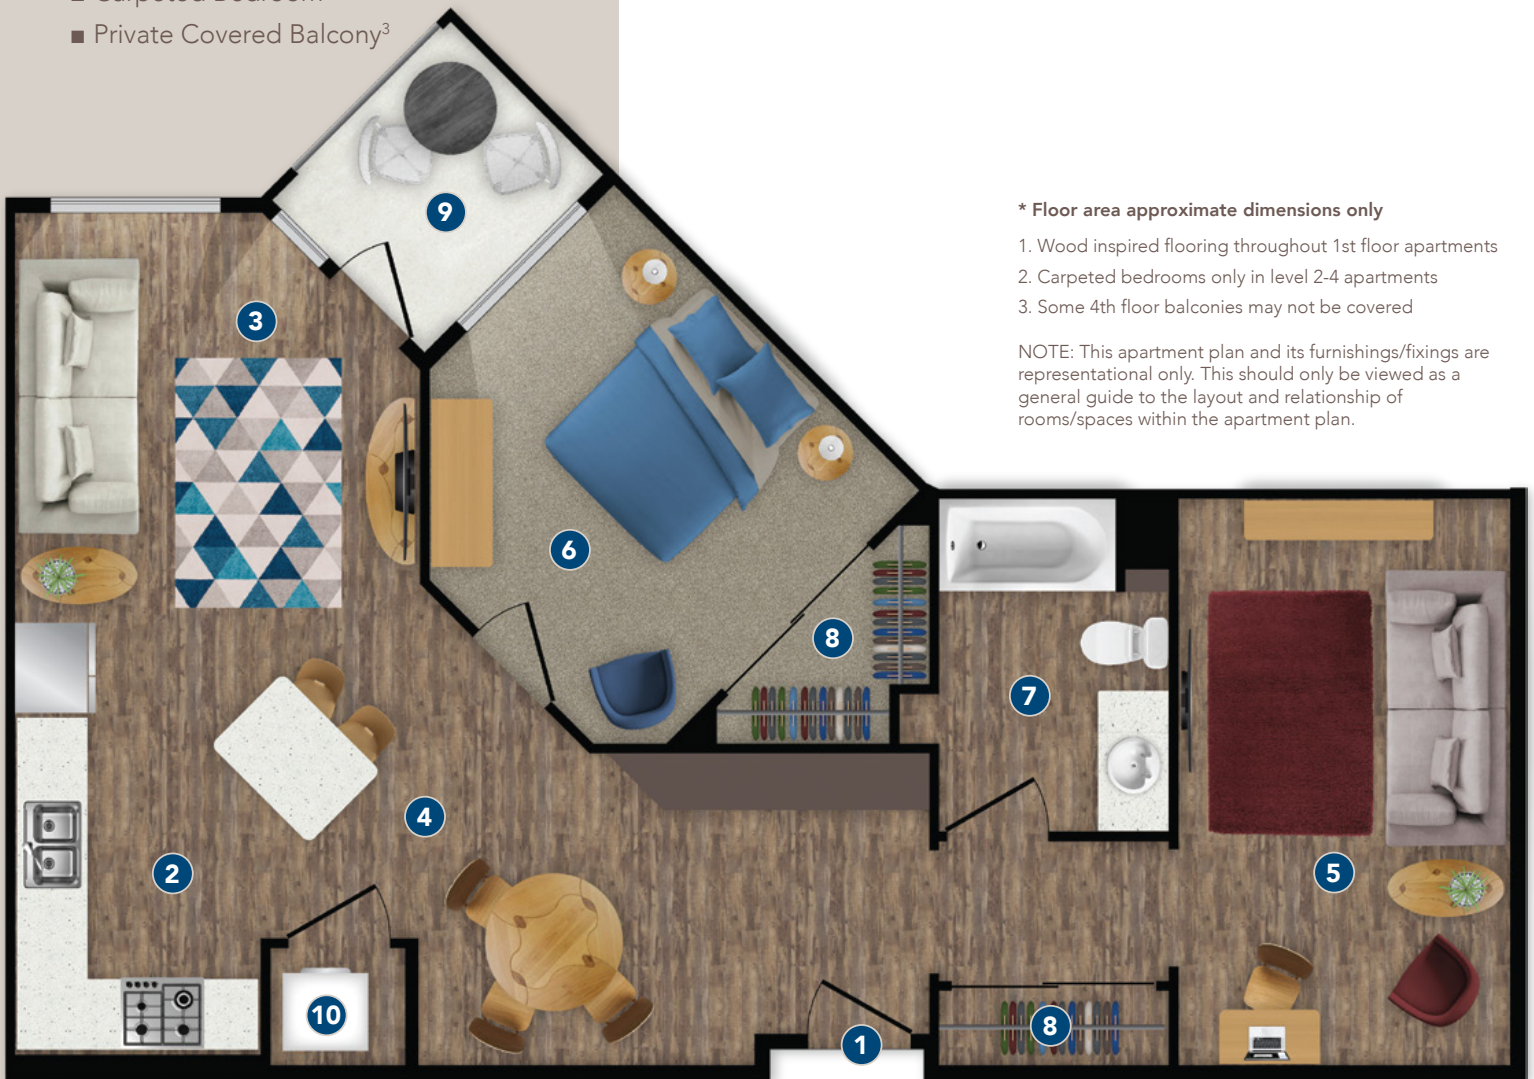 ■ Carpeted Bedroom
■ Private Covered Balcony³
9
3
6
8
7
4
2
5
10
8
1
* Floor area approximate dimensions only
1. Wood inspired flooring throughout 1st floor apartments
2. Carpeted bedrooms only in level 2-4 apartments
3. Some 4th floor balconies may not be covered
NOTE: This apartment plan and its furnishings/fixings are
representational only. This should only be viewed as a
general guide to the layout and relationship of
rooms/spaces within the apartment plan.